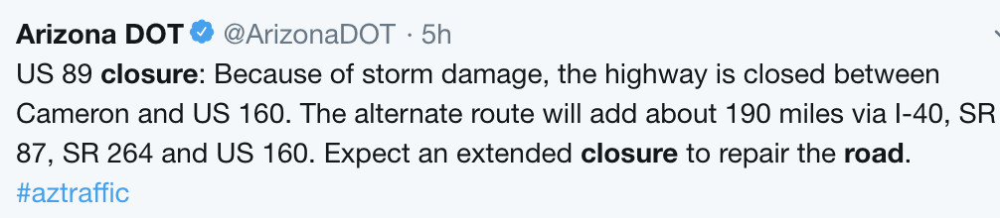 Arizona DOT @ArizonaDOT · 5h
US 89 closure: Because of storm damage, the highway is closed between
Cameron and US 160. The alternate route will add about 190 miles via I-40, SR
87, SR 264 and US 160. Expect an extended closure to repair the road.
#aztraffic